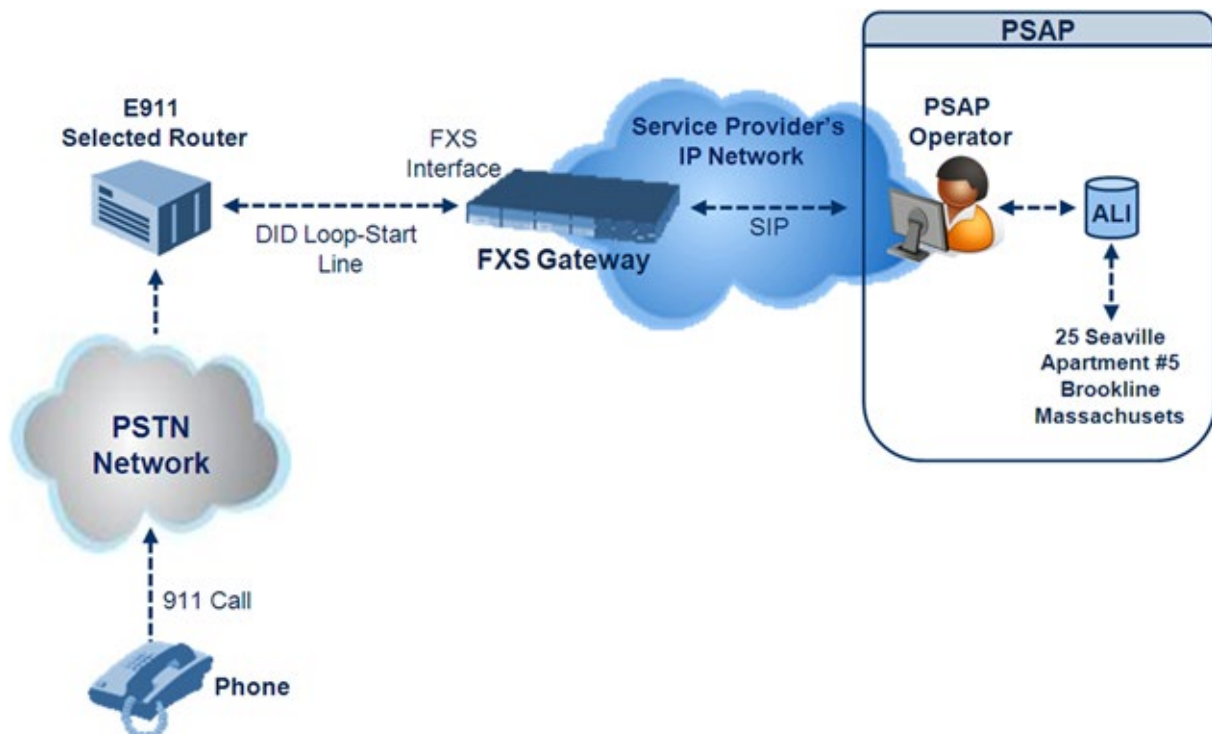 PSAP
E911
Selected Router
FXS
Interface
Service Provider's
IP Network
PSAP
Operator
DID Loop-Start
Line
FXS Gateway
SIP
ALI
25 Seaville
Apartment #5
Brookline
Massachusets
PSTN
Network
911 Call
Phone